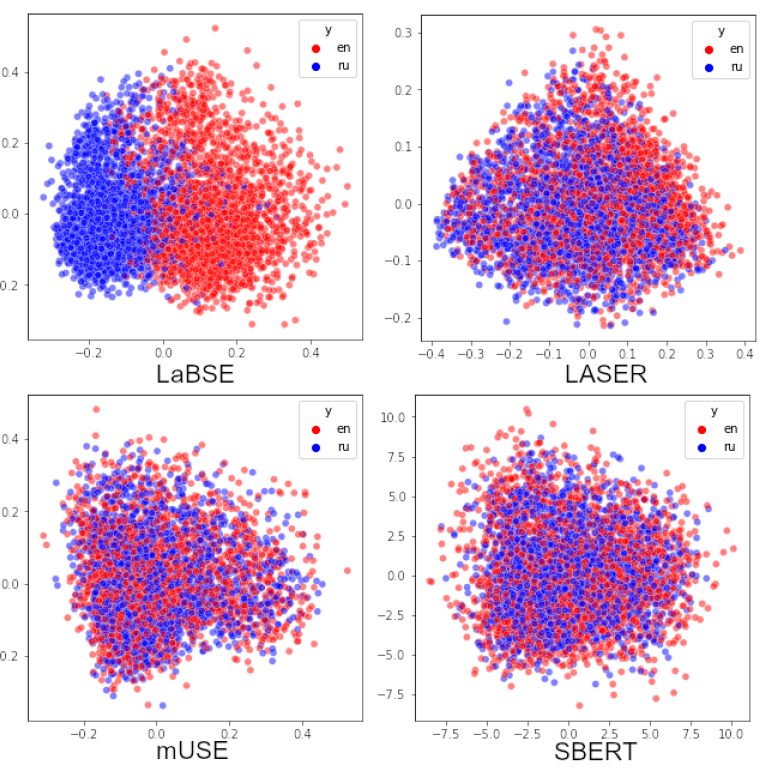 y
en
ru
0.4
0.2
0.0
0.2
−0.2 0.0 0.2 0.4
LaBSE
y
en
ru
0.3
0.2
0.1
0.0
−0.1
−0.2
−0.4 −0.3 −0.2 −0.1 0.0 0.1 0.2 0.3 0.4
LASER
y
en
ru
0.4
0.2
0.0
0.2
−0.2 0.0 0.2 0.4
mUSE
y
en
ru
10.0
7.5
5.0
2.5
0.0
−2.5
−5.0
−7.5
−7.5 −5.0 −2.5 0.0 2.5 5.0 7.5 10.0
SBERT